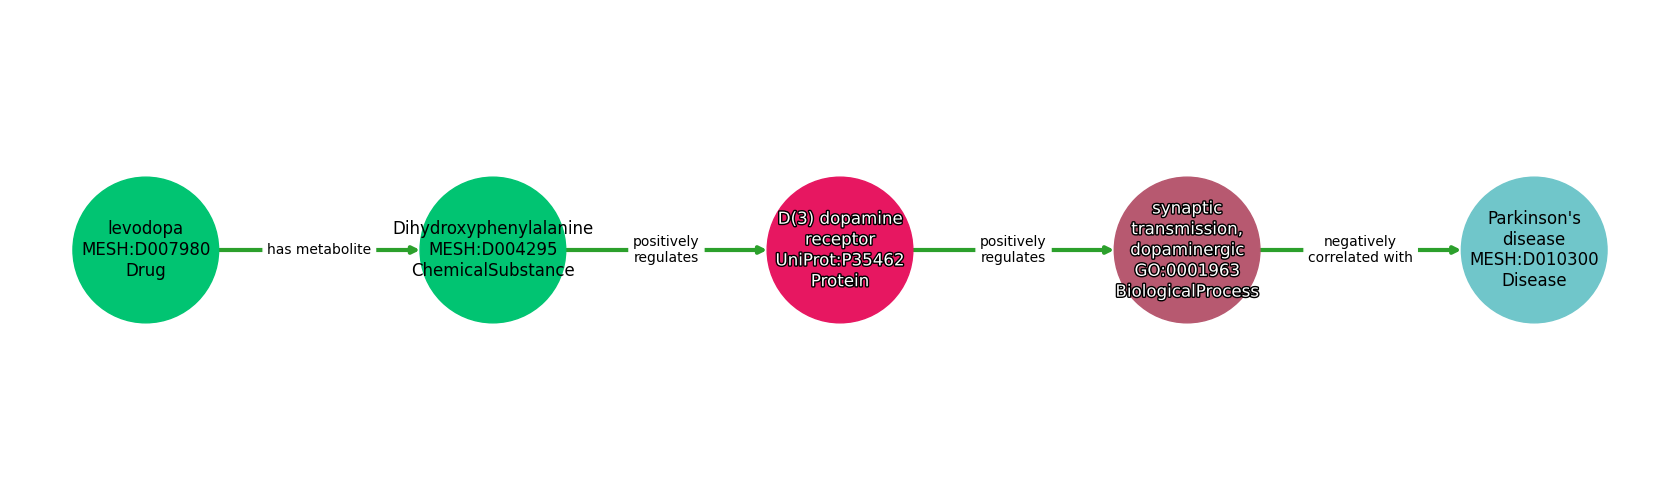 levodopa
MESH:D007980
Drug
has metabolite
Dihydroxyphenylalanine
MESH:D004295
ChemicalSubstance
positively
regulates
D(3) dopamine
receptor
UniProt:P35462
Protein
positively
regulates
synaptic
transmission,
dopaminergic
GO:0001963
BiologicalProcess
negatively
correlated with
Parkinson's
disease
MESH:D010300
Disease